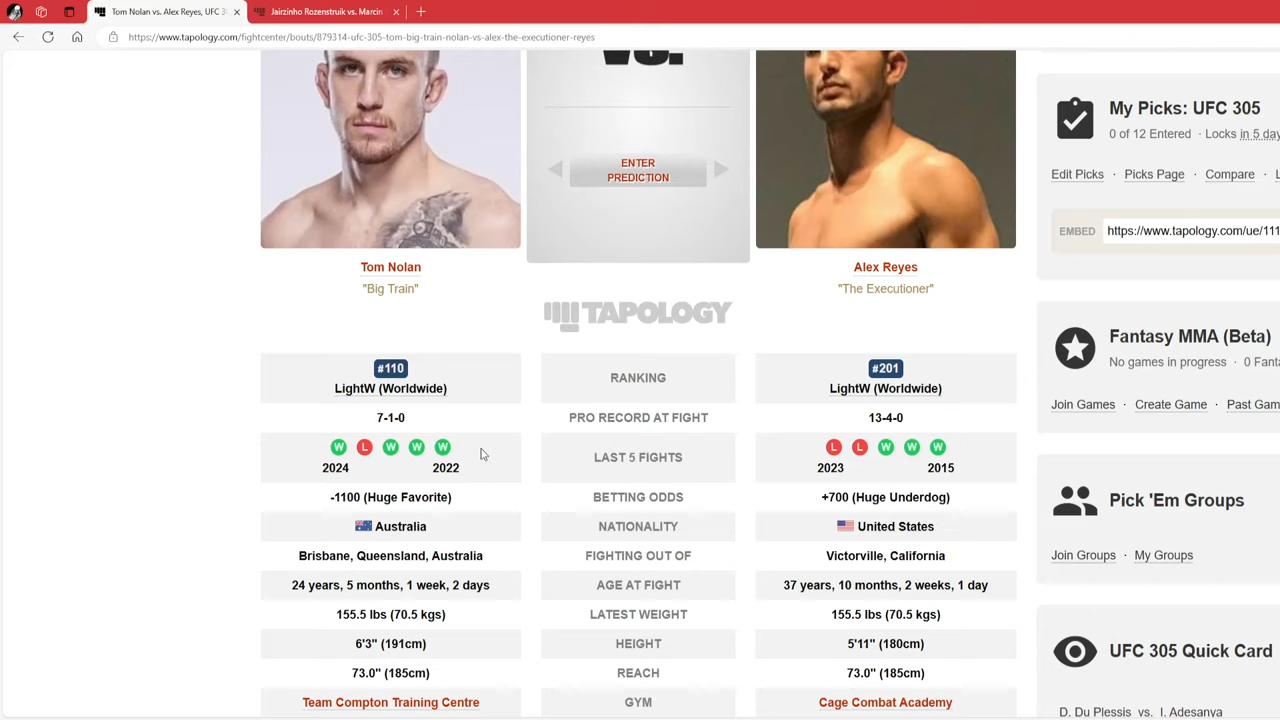 Tom Nolan vs. Alex Reyes, UFC 3
Jairzinho Rozenstruik vs. Marcin
https://www.tapology.com/fightcenter/bouts/879314-ufc-305-tom-big-train-nolan-vs-alex-the-executioner-reyes
VS.
ENTER
PREDICTION
Tom Nolan
"Big Train"
Alex Reyes
"The Executioner"
TAPOLOGY
#110
LightW (Worldwide)
RANKING
#201
LightW (Worldwide)
7-1-0
PRO RECORD AT FIGHT
13-4-0
W L W W W
2024 2022
LAST 5 FIGHTS
L L W W W
2023 2015
-1100 (Huge Favorite)
BETTING ODDS
+700 (Huge Underdog)
Australia
NATIONALITY
United States
Brisbane, Queensland, Australia
FIGHTING OUT OF
Victorville, California
24 years, 5 months, 1 week, 2 days
AGE AT FIGHT
37 years, 10 months, 2 weeks, 1 day
155.5 lbs (70.5 kgs)
LATEST WEIGHT
155.5 lbs (70.5 kgs)
6'3" (191cm)
HEIGHT
5'11" (180cm)
73.0" (185cm)
REACH
73.0" (185cm)
Team Compton Training Centre
GYM
Cage Combat Academy
My Picks: UFC 305
0 of 12 Entered · Locks in 5 day
Edit Picks · Picks Page · Compare · L
EMBED https://www.tapology.com/ue/111
Fantasy MMA (Beta)
No games in progress · 0 Fanta
Join Games · Create Game · Past Gam
Pick 'Em Groups
Join Groups · My Groups
UFC 305 Quick Card
D. Du Plessis vs. I. Adesanya